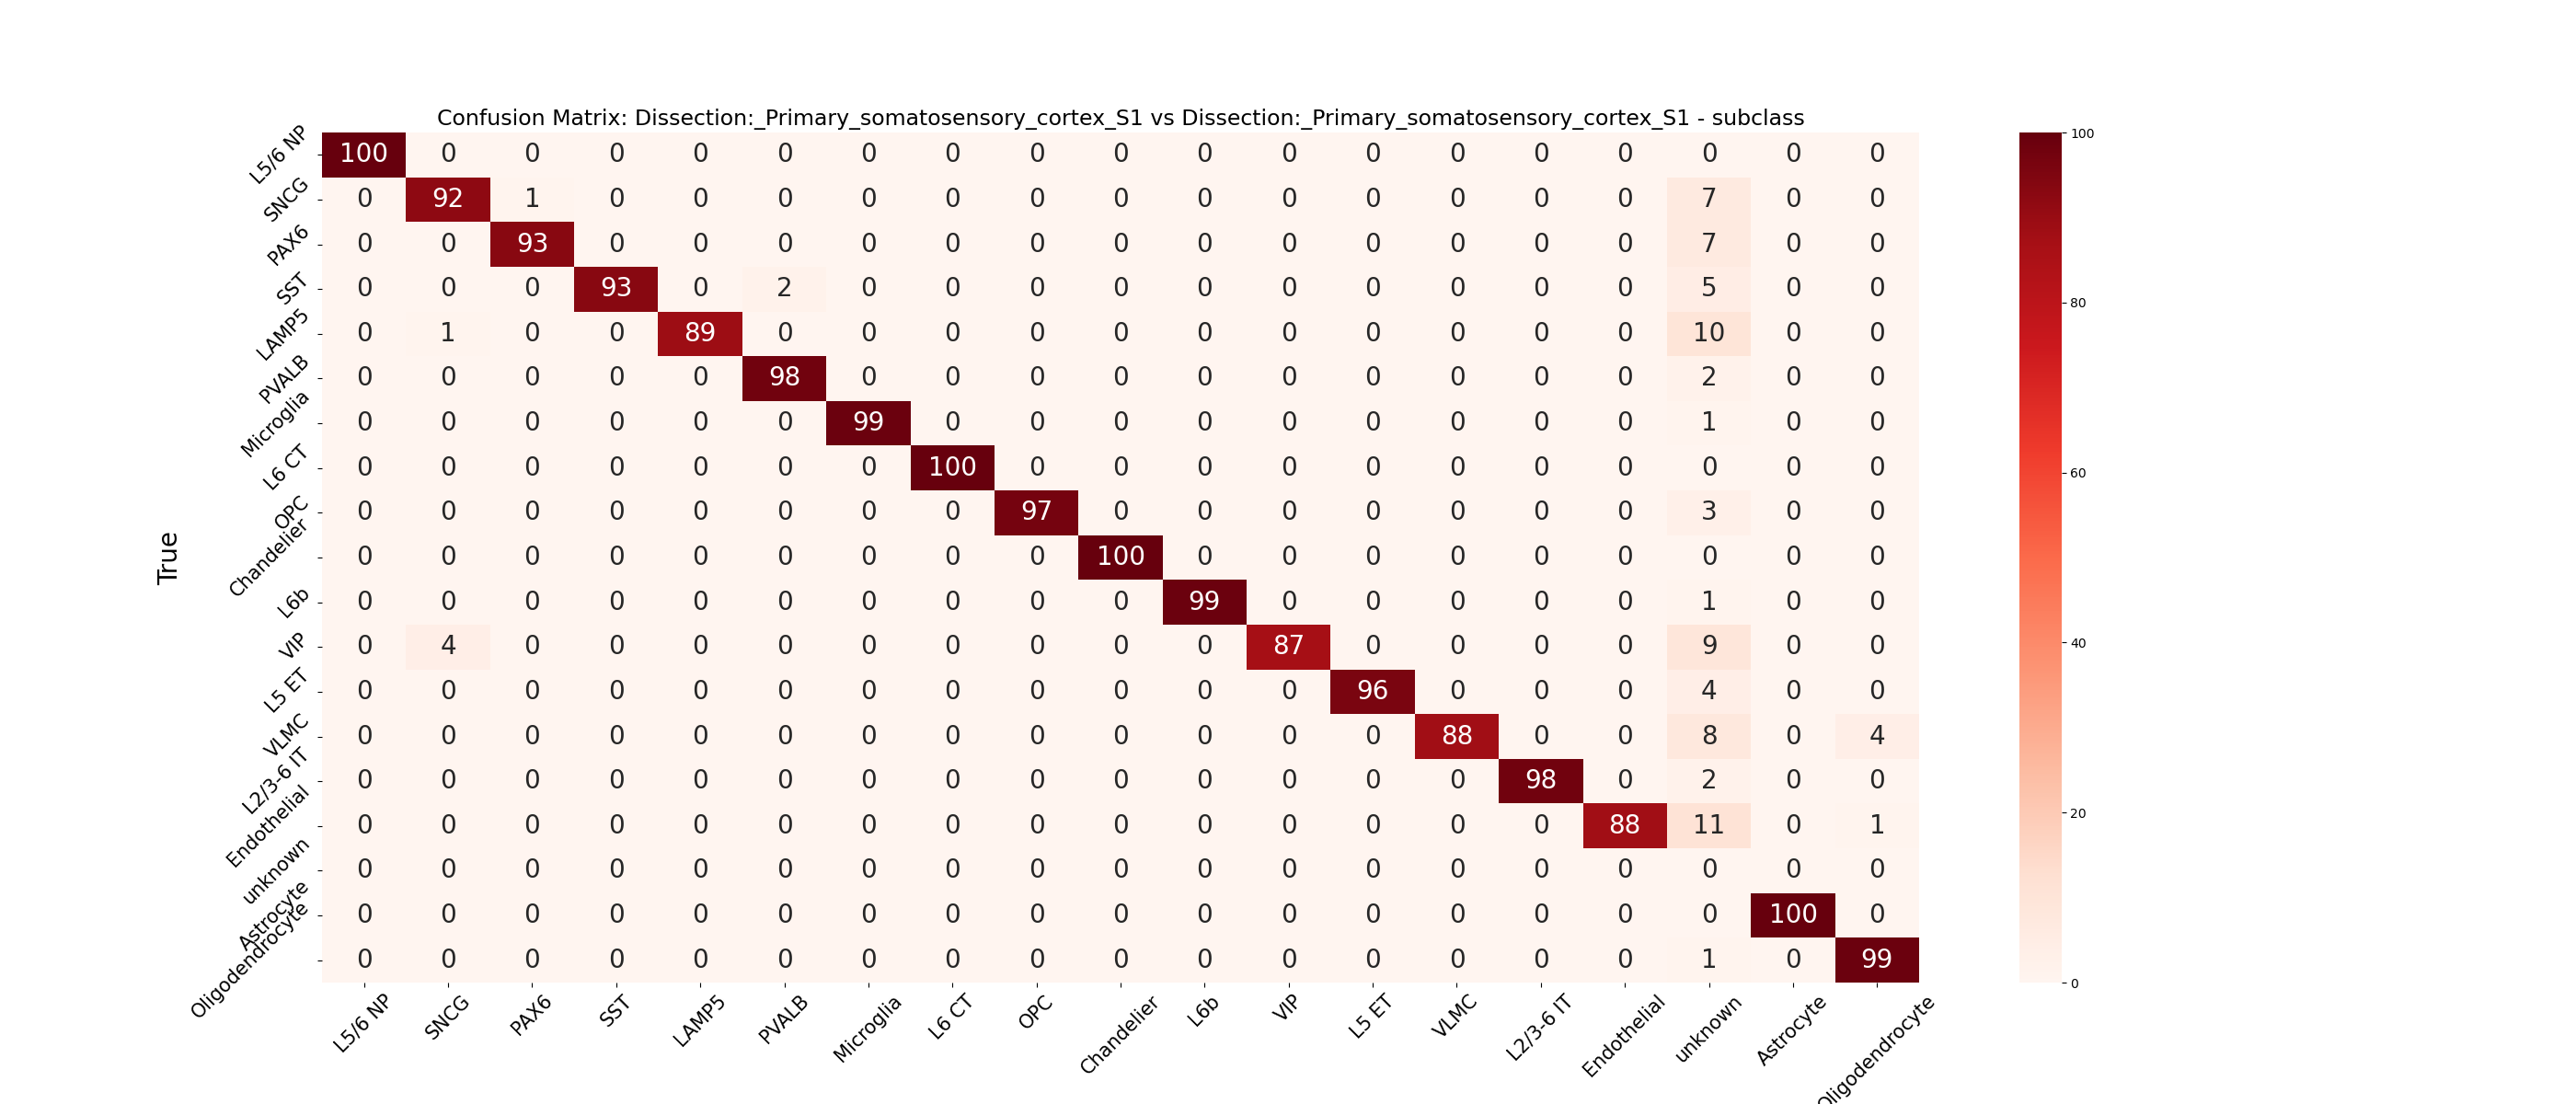 Confusion Matrix: Dissection:_Primary_somatosensory_cortex_S1 vs Dissection:_Primary_somatosensory_cortex_S1 - subclass
True
L5/6 NP 100 0 0 0 0 0 0 0 0 0 0 0 0 0 0 0 0 0 0
SNCG 0 92 1 0 0 0 0 0 0 0 0 0 0 0 0 0 7 0 0
PAX6 0 0 93 0 0 0 0 0 0 0 0 0 0 0 0 0 7 0 0
SST 0 0 0 93 0 2 0 0 0 0 0 0 0 0 0 0 5 0 0
LAMP5 0 1 0 0 89 0 0 0 0 0 0 0 0 0 0 0 10 0 0
PVALB 0 0 0 0 0 98 0 0 0 0 0 0 0 0 0 0 2 0 0
Microglia 0 0 0 0 0 0 99 0 0 0 0 0 0 0 0 0 1 0 0
L6 CT 0 0 0 0 0 0 0 100 0 0 0 0 0 0 0 0 0 0 0
OPC 0 0 0 0 0 0 0 0 97 0 0 0 0 0 0 0 3 0 0
Chandelier 0 0 0 0 0 0 0 0 0 100 0 0 0 0 0 0 0 0 0
L6b 0 0 0 0 0 0 0 0 0 0 99 0 0 0 0 0 1 0 0
VIP 0 4 0 0 0 0 0 0 0 0 0 87 0 0 0 0 9 0 0
L5 ET 0 0 0 0 0 0 0 0 0 0 0 0 96 0 0 0 4 0 0
VLMC 0 0 0 0 0 0 0 0 0 0 0 0 0 88 0 0 8 0 4
L2/3-6 IT 0 0 0 0 0 0 0 0 0 0 0 0 0 0 98 0 2 0 0
Endothelial 0 0 0 0 0 0 0 0 0 0 0 0 0 0 0 88 11 0 1
unknown 0 0 0 0 0 0 0 0 0 0 0 0 0 0 0 0 0 0 0
Astrocyte 0 0 0 0 0 0 0 0 0 0 0 0 0 0 0 0 0 100 0
Oligodendrocyte 0 0 0 0 0 0 0 0 0 0 0 0 0 0 0 0 1 0 99
L5/6 NP SNCG PAX6 SST LAMP5 PVALB Microglia L6 CT OPC Chandelier L6b VIP L5 ET VLMC L2/3-6 IT Endothelial unknown Astrocyte Oligodendrocyte
100
80
60
40
20
0